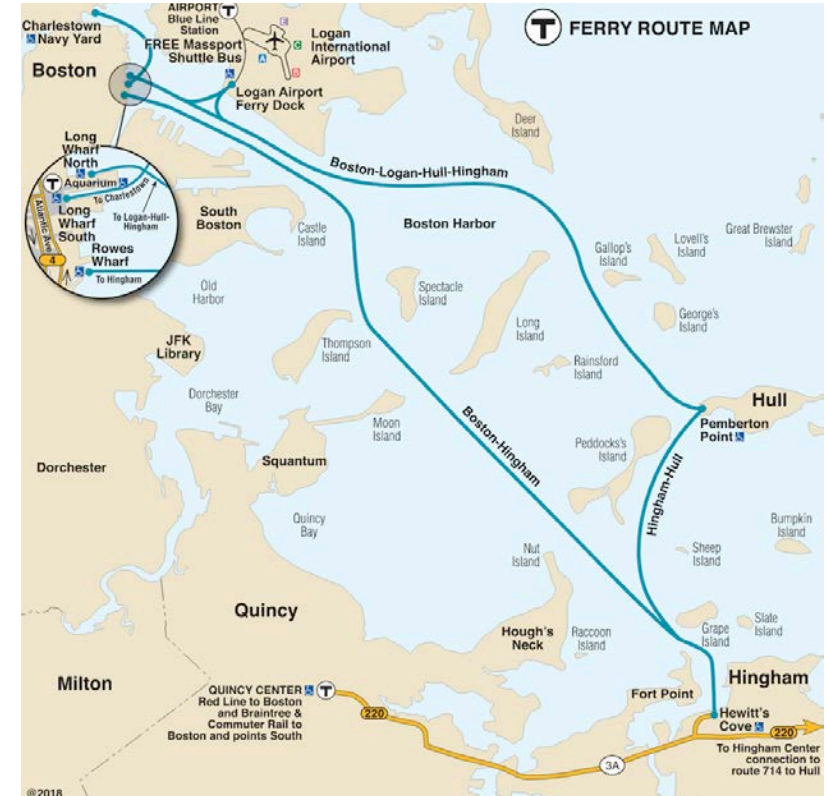 T FERRY ROUTE MAP
Charlestown
Navy Yard
AIRPORT
Blue Line
Station
T
FREE Massport
Shuttle Bus
E
C
A
B
Logan
International
Airport
Boston
Logan Airport
Ferry Dock
Deer
Island
Long
Wharf
North
T
Aquarium
To Charlestown
To Logan-Hull-
Hingham
Long
Wharf
South
Atlantic Ave
4
Rowes
Wharf
To Hingham
Boston-Logan-Hull-Hingham
South
Boston
Castle
Island
Boston Harbor
Gallop's
Island
Lovell's
Island
Great Brewster
Island
Old
Harbor
Spectacle
Island
Long
Island
George's
Island
JFK
Library
Thompson
Island
Rainsford
Island
Dorchester
Bay
Moon
Island
Hull
Pemberton
Point
Peddocks's
Island
Boston-Hingham
Hingham-Hull
Dorchester
Squantum
Quincy
Bay
Nut
Island
Sheep
Island
Bumpkin
Island
Quincy
Hough's
Neck
Raccoon
Island
Grape
Island
Slate
Island
Milton
QUINCY CENTER T
Red Line to Boston
and Braintree &
Commuter Rail to
Boston and points South
220
Fort Point
Hingham
Hewitt's
Cove
220
3A
To Hingham Center
connection to
route 714 to Hull
@2018